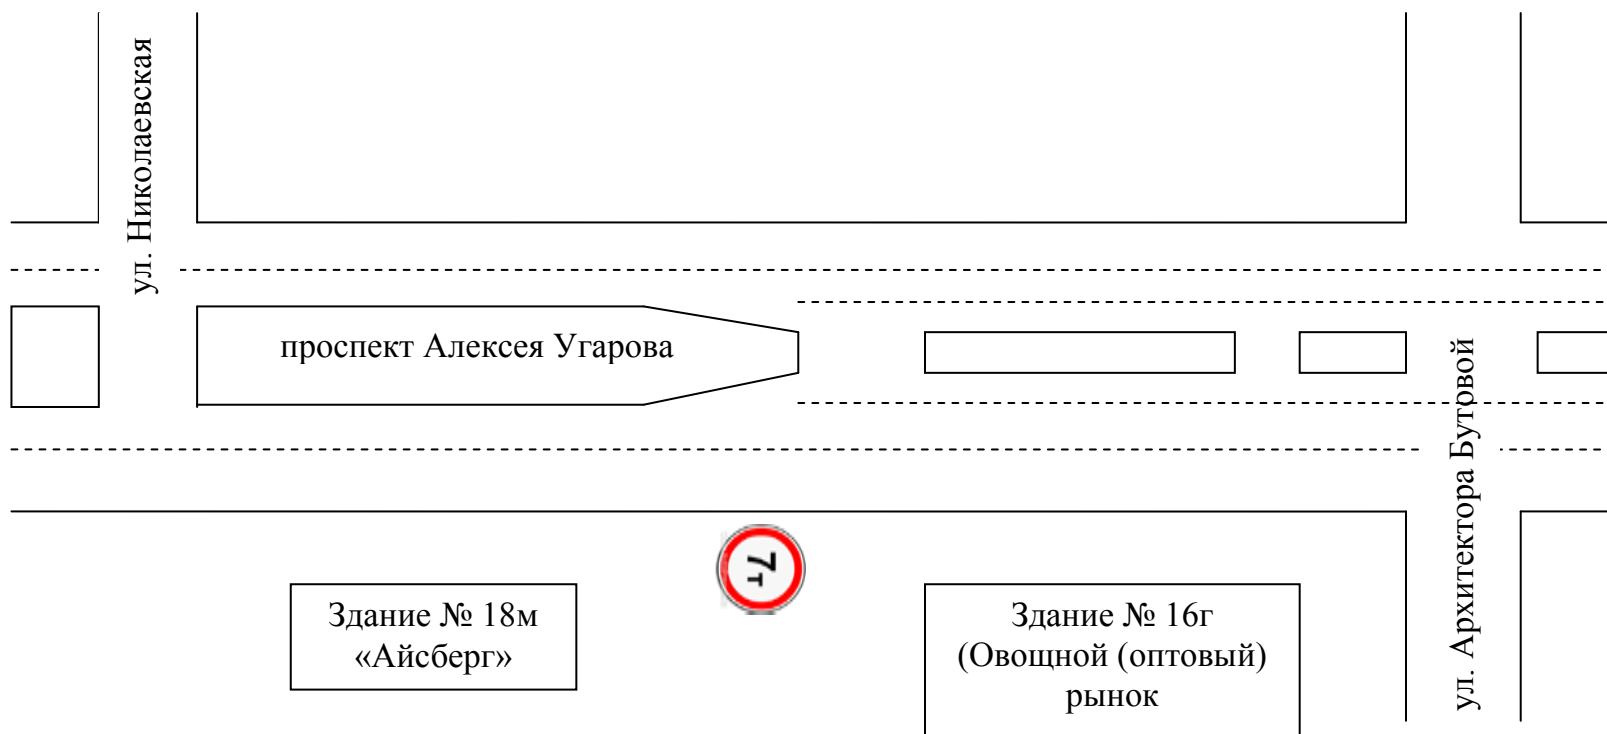 ул. Николаевская
проспект Алексея Угарова
ул. Архитектора Бутовой
7т
Здание № 18м
«Айсберг»
Здание № 16г
(Овощной (оптовый)
рынок